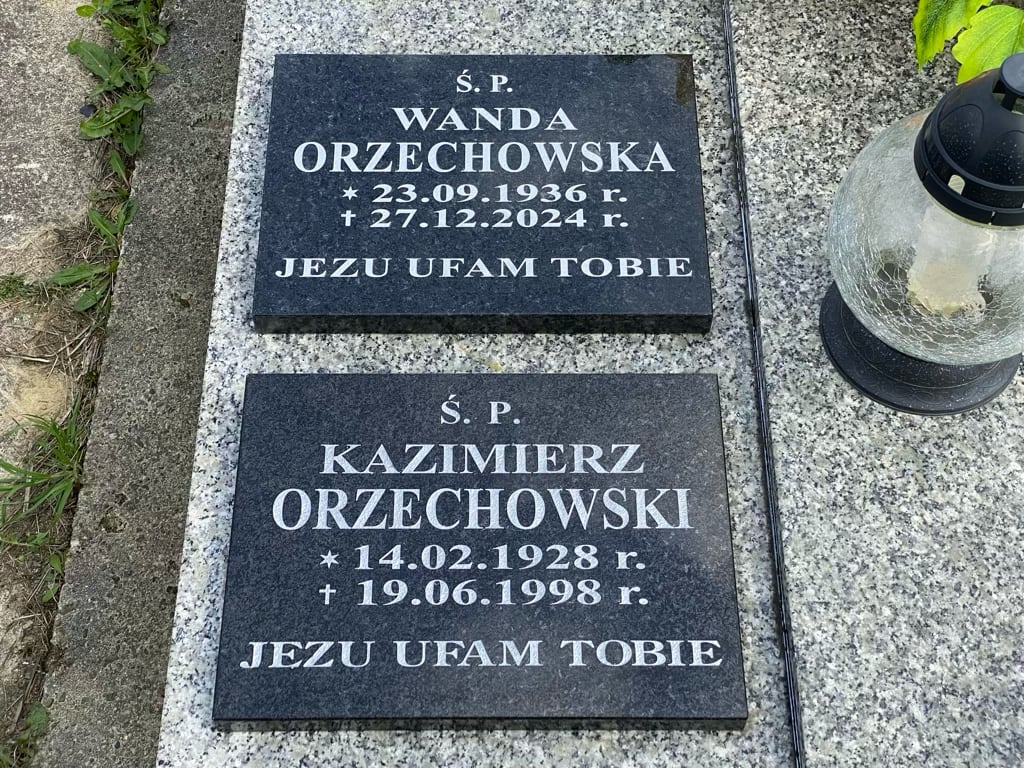 Ś. P.
WANDA
ORZECHOWSKA
* 23.09.1936 r.
† 27.12.2024 r.
JEZU UFAM TOBIE
Ś. P.
KAZIMIERZ
ORZECHOWSKI
* 14.02.1928 r.
† 19.06.1998 r.
JEZU UFAM TOBIE